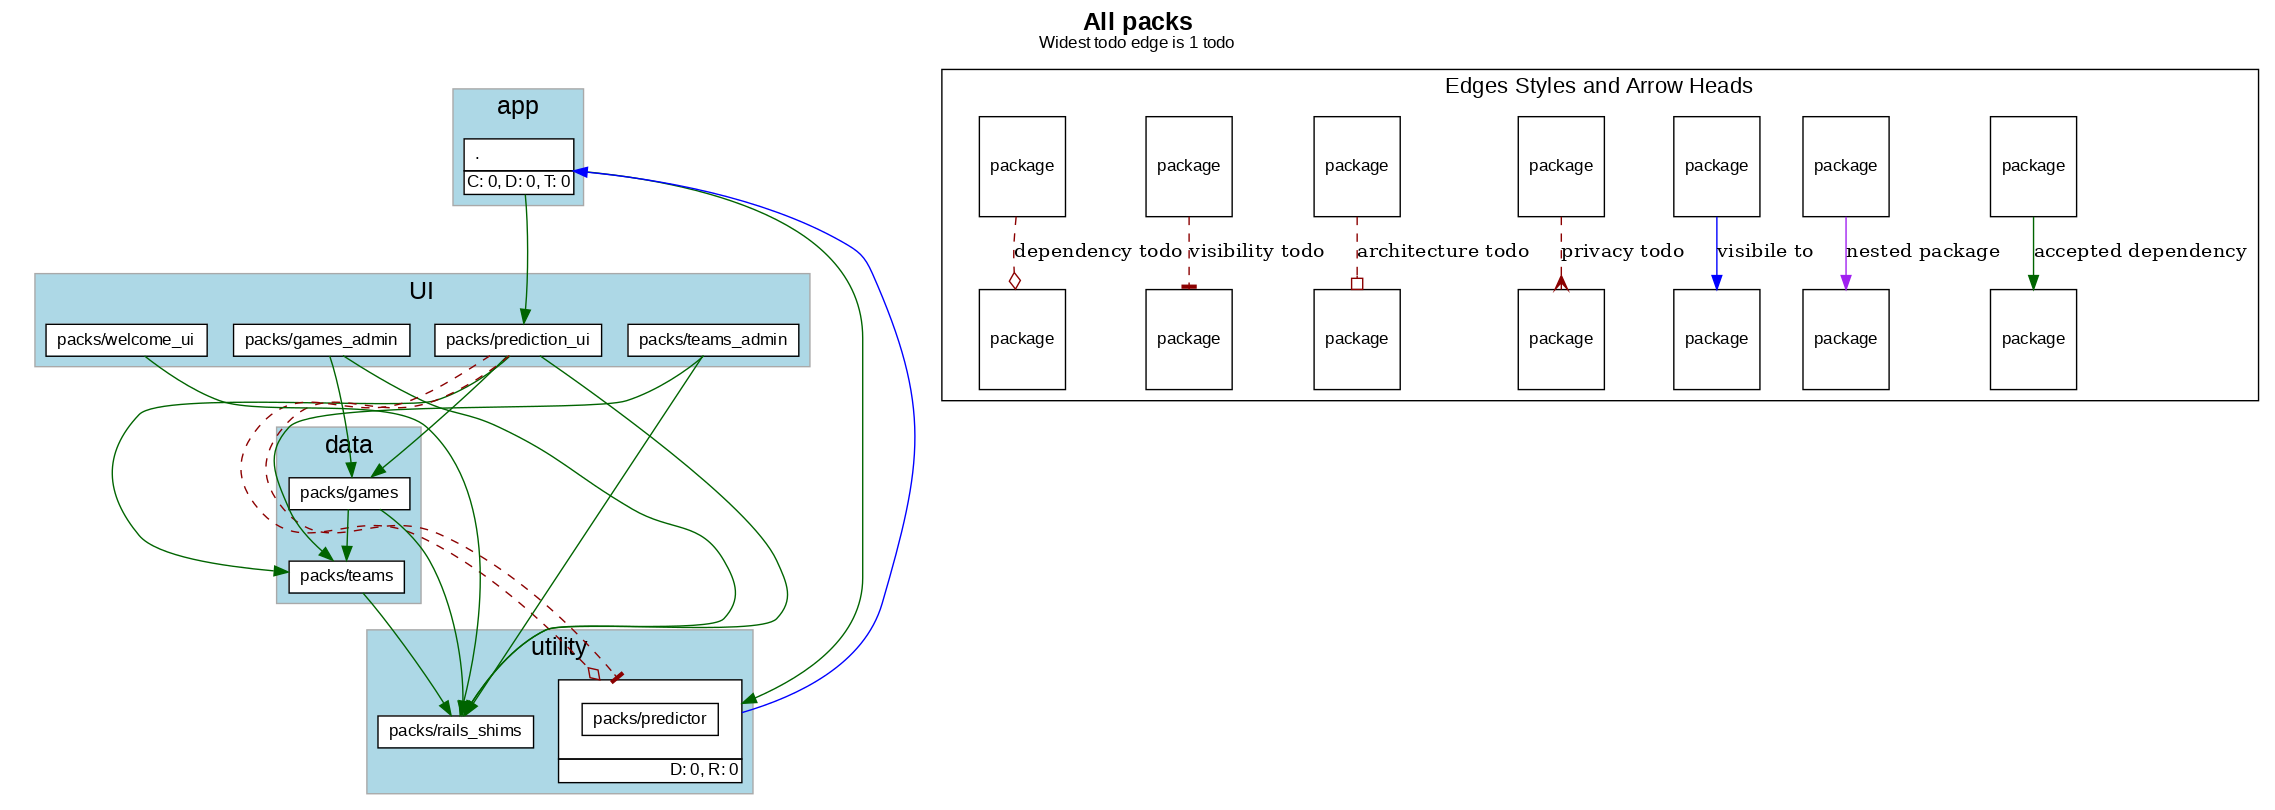 All packs
Widest todo edge is 1 todo
app
.
C: 0, D: 0, T: 0
UI
packs/welcome_ui
packs/games_admin
packs/prediction_ui
packs/teams_admin
data
packs/games
packs/teams
utility
packs/rails_shims
packs/predictor
D: 0, R: 0
Edges Styles and Arrow Heads
package
package
package
package
package
package
package
dependency todo
visibility todo
architecture todo
privacy todo
visibile to
nested package
accepted dependency
package
package
package
package
package
package
package